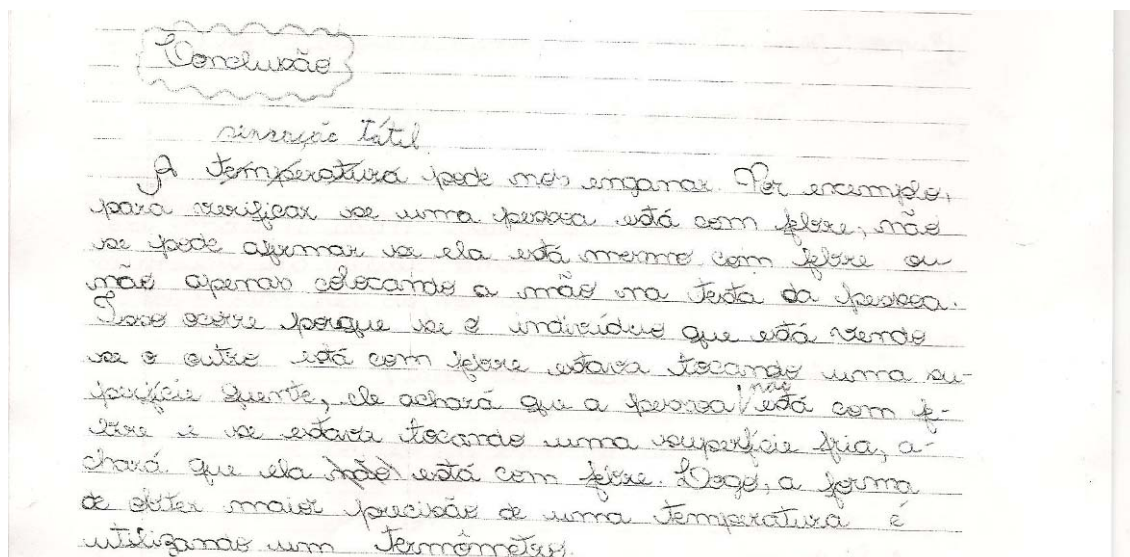 Conclusão
sensação tátil
A temperatura pode nos enganar. Por exemplo,
para verificar se uma pessoa está com febre, não
se pode afirmar se ela está mesmo com febre ou
não apenas colocando a mão na testa da pessoa.
Isso ocorre porque se o indivíduo que está vendo
se o outro está com febre estava tocando uma su-
perfície quente, ele achará que a pessoa não está com fe-
bre e se estava tocando uma superfície fria, a-
chará que ela não está com febre. Logo, a forma
de obter maior precisão de uma temperatura é
utilizando um termômetro.